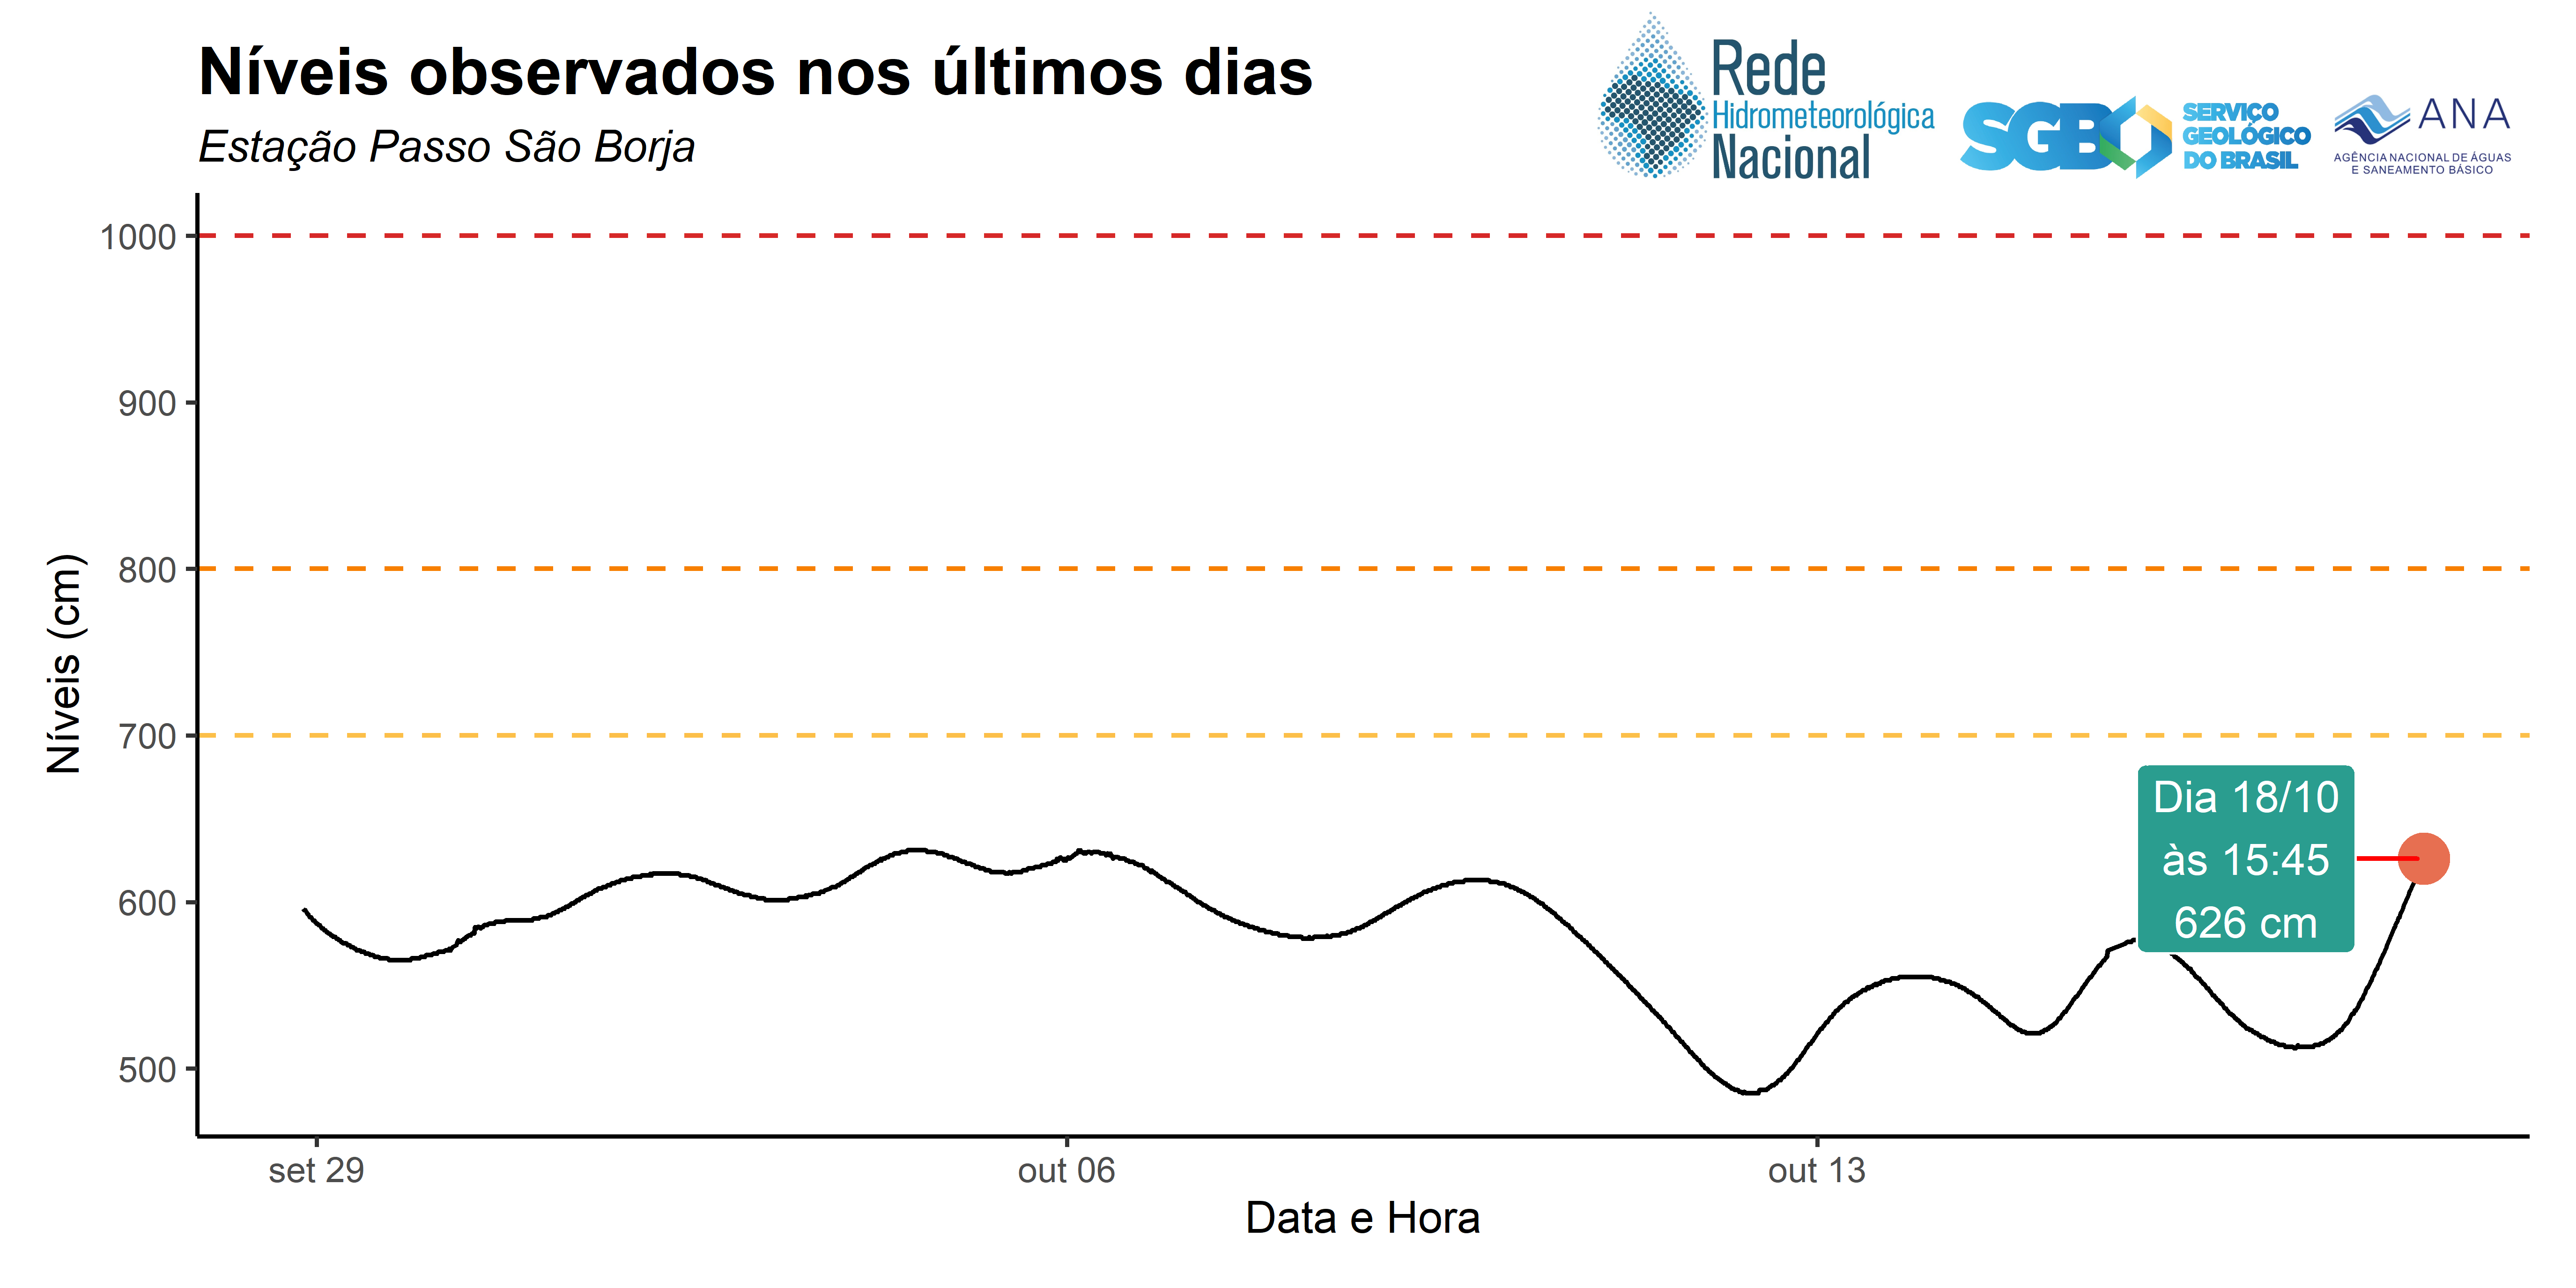 Níveis observados nos últimos dias
Estação Passo São Borja
Rede
Hidrometeorológica
Nacional
SGB
SERVIÇO
GEOLÓGICO
DO BRASIL
ANA
AGÊNCIA NACIONAL DE ÁGUAS
E SANEAMENTO BÁSICO
Níveis (cm)
1000
900
800
700
600
500
Dia 18/10
às 15:45
626 cm
set 29
out 06
out 13
Data e Hora